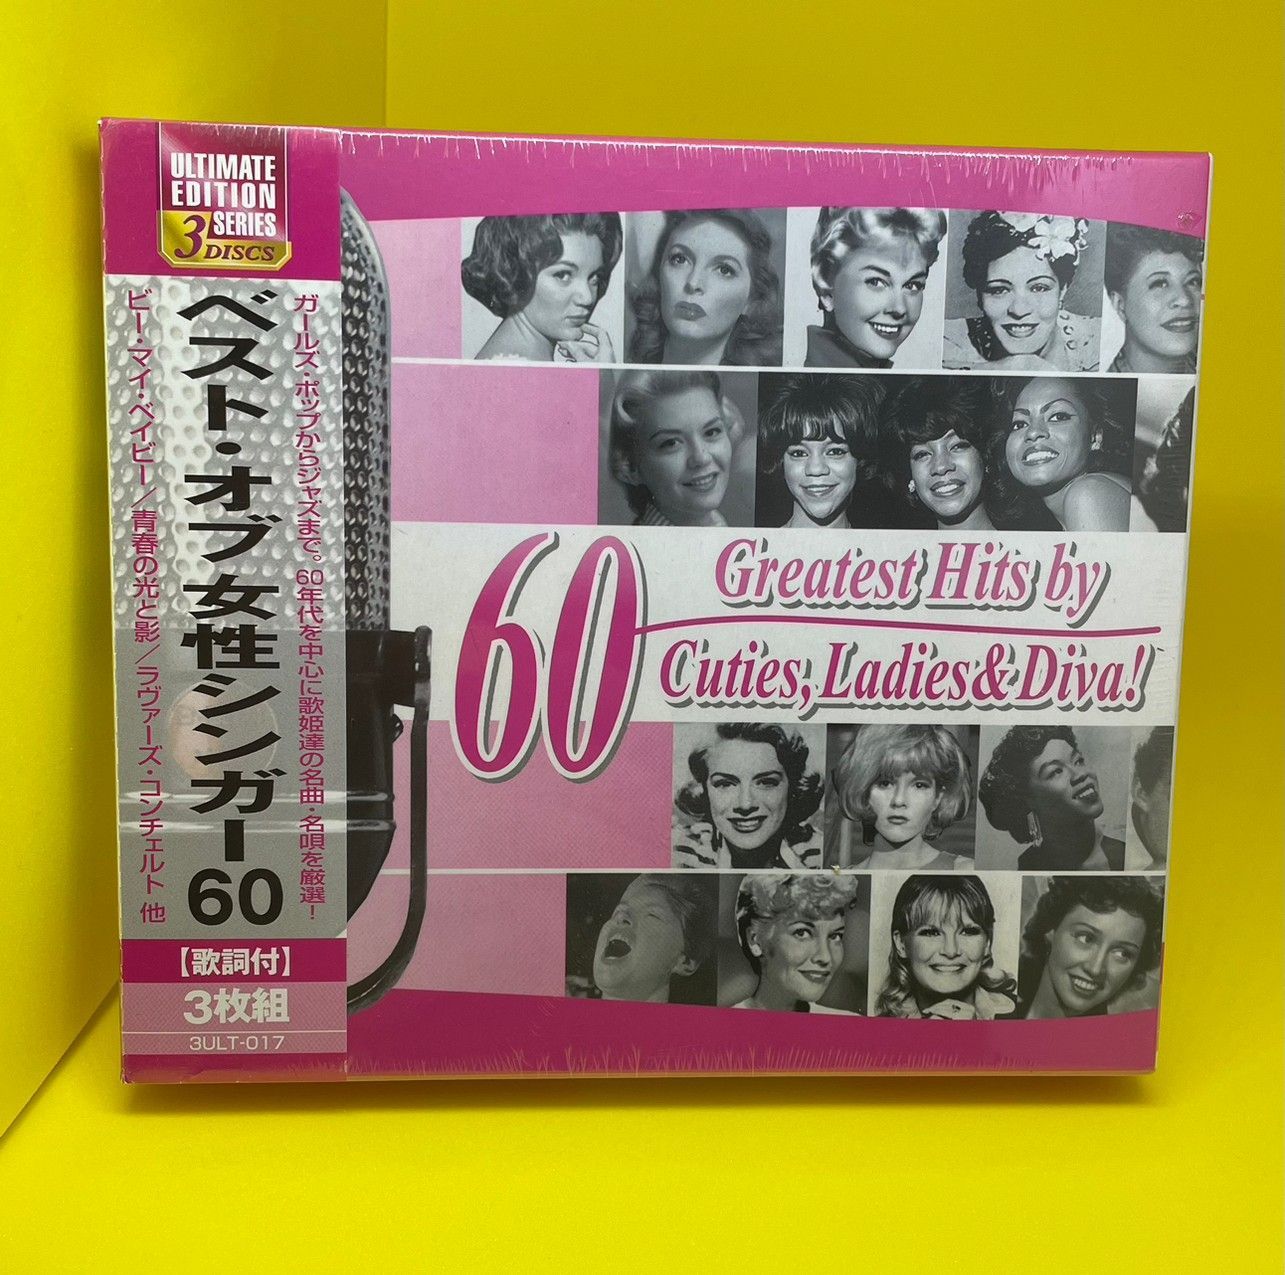 ULTIMATE
EDITION
SERIES
3 DISCS
ガールズ・ポップからジャズまで。60年代を中心に歌姫達の名曲・名唄を厳選！
ベスト・オブ女性シンガー60
ビー・マイ・ベイビー／青春の光と影／ラヴァーズ・コンチェルト 他
【歌詞付】
3枚組
3ULT-017
60 Greatest Hits by
Cuties, Ladies&Diva!